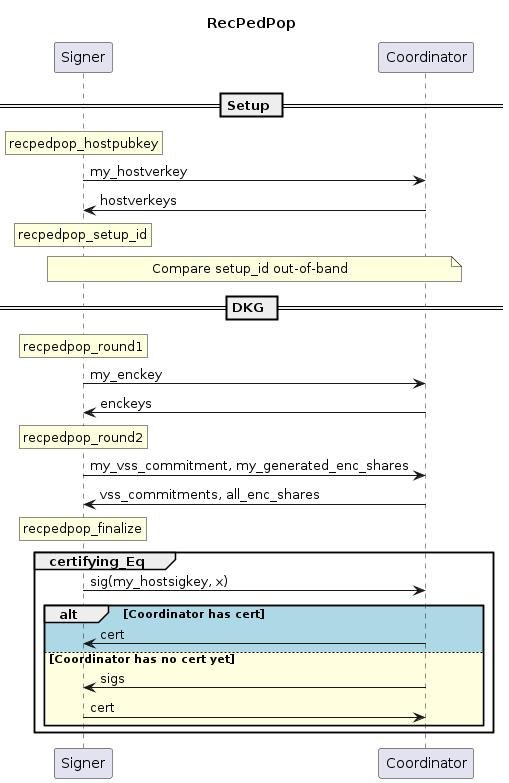 RecPedPop
Signer
Coordinator
Setup
recpedpop_hostpubkey
my_hostverkey
hostverkeys
recpedpop_setup_id
Compare setup_id out-of-band
DKG
recpedpop_round1
my_enckey
enckeys
recpedpop_round2
my_vss_commitment, my_generated_enc_shares
vss_commitments, all_enc_shares
recpedpop_finalize
certifying_Eq
sig(my_hostsigkey, x)
alt [Coordinator has cert]
cert
[Coordinator has no cert yet]
sigs
cert
Signer
Coordinator